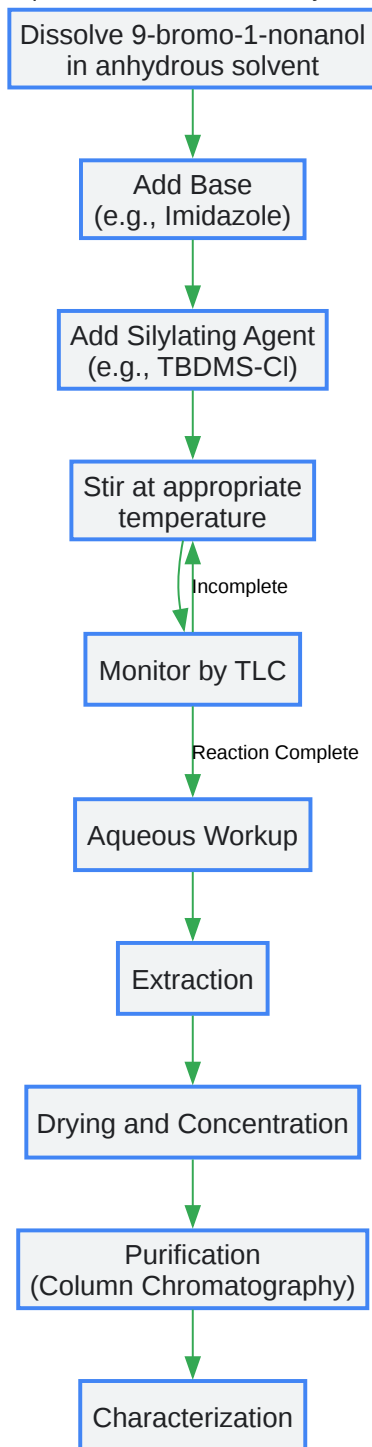 Dissolve 9-bromo-1-nonanol
in anhydrous solvent
Add Base
(e.g., Imidazole)
Add Silylating Agent
(e.g., TBDMS-Cl)
Stir at appropriate
temperature
Incomplete
Monitor by TLC
Reaction Complete
Aqueous Workup
Extraction
Drying and Concentration
Purification
(Column Chromatography)
Characterization